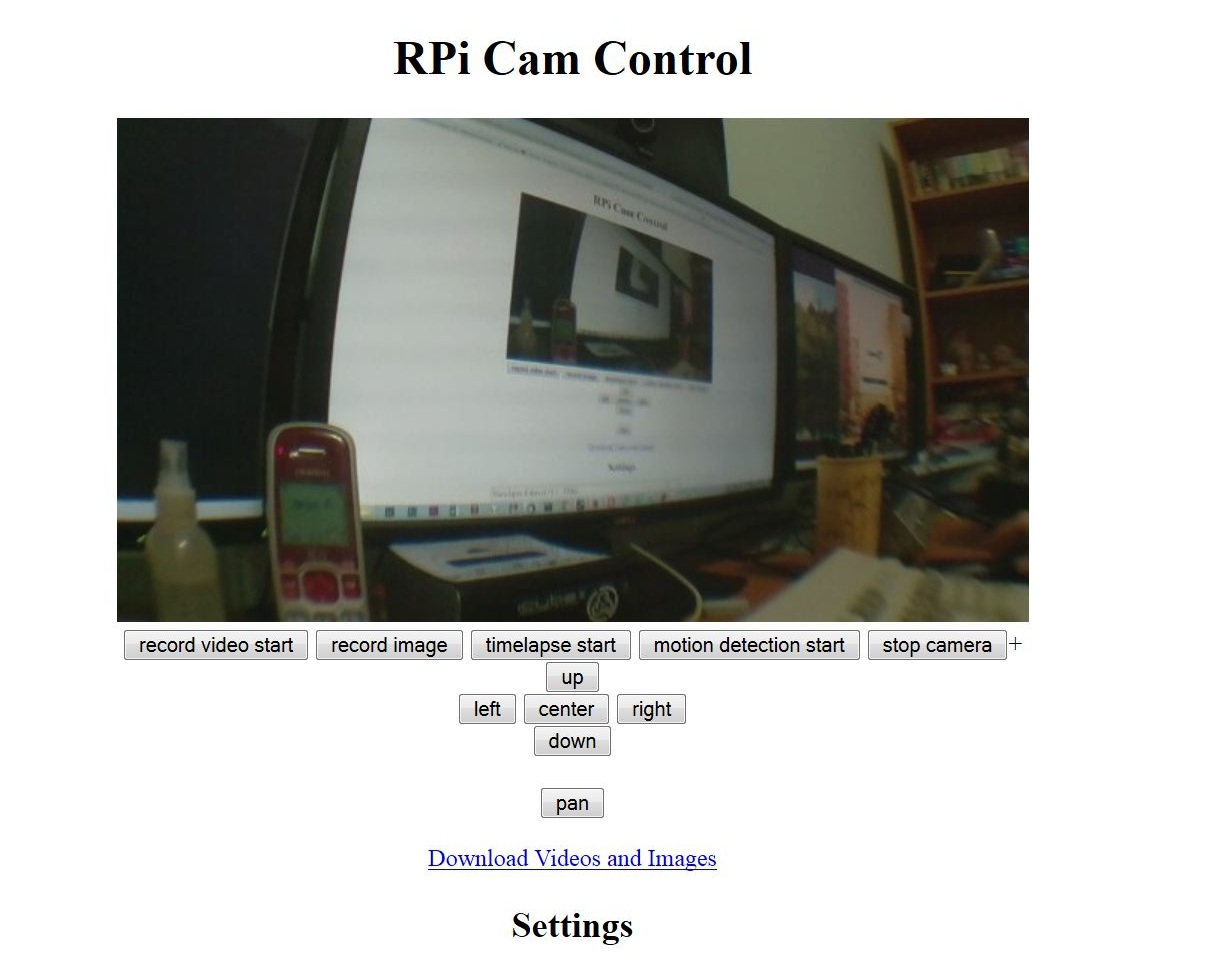 RPi Cam Control
RPi Cam Control
Settings
record video start record image timelapse start motion detection start stop camera +
up
left center right
down
pan
Download Videos and Images
Settings